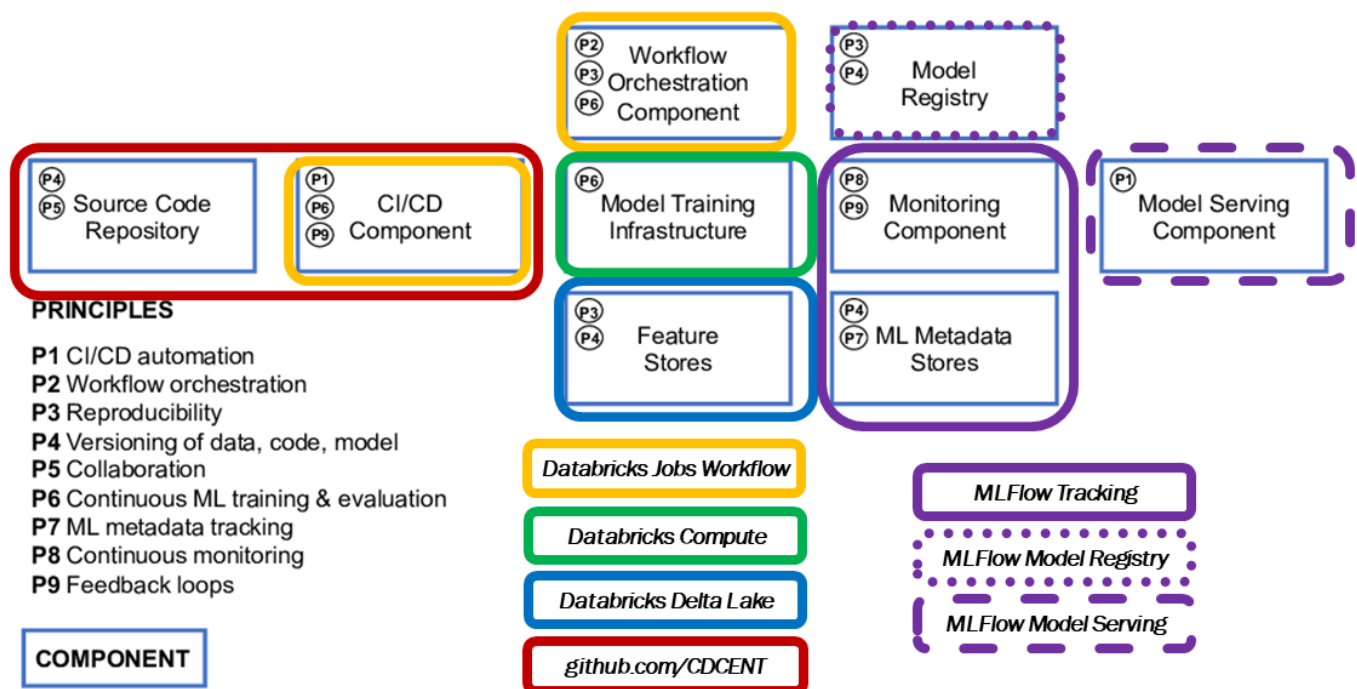 P2
P3
P6
Workflow
Orchestration
Component
P3
P4
Model
Registry
P4
P5
Source Code
Repository
P1
P6
P9
CI/CD
Component
P6
Model Training
Infrastructure
P8
P9
Monitoring
Component
P1
Model Serving
Component
P3
P4
Feature
Stores
P4
P7
ML Metadata
Stores
PRINCIPLES
P1 CI/CD automation
P2 Workflow orchestration
P3 Reproducibility
P4 Versioning of data, code, model
P5 Collaboration
P6 Continuous ML training & evaluation
P7 ML metadata tracking
P8 Continuous monitoring
P9 Feedback loops
COMPONENT
Databricks Jobs Workflow
Databricks Compute
Databricks Delta Lake
github.com/CDCENT
MLFlow Tracking
MLFlow Model Registry
MLFlow Model Serving